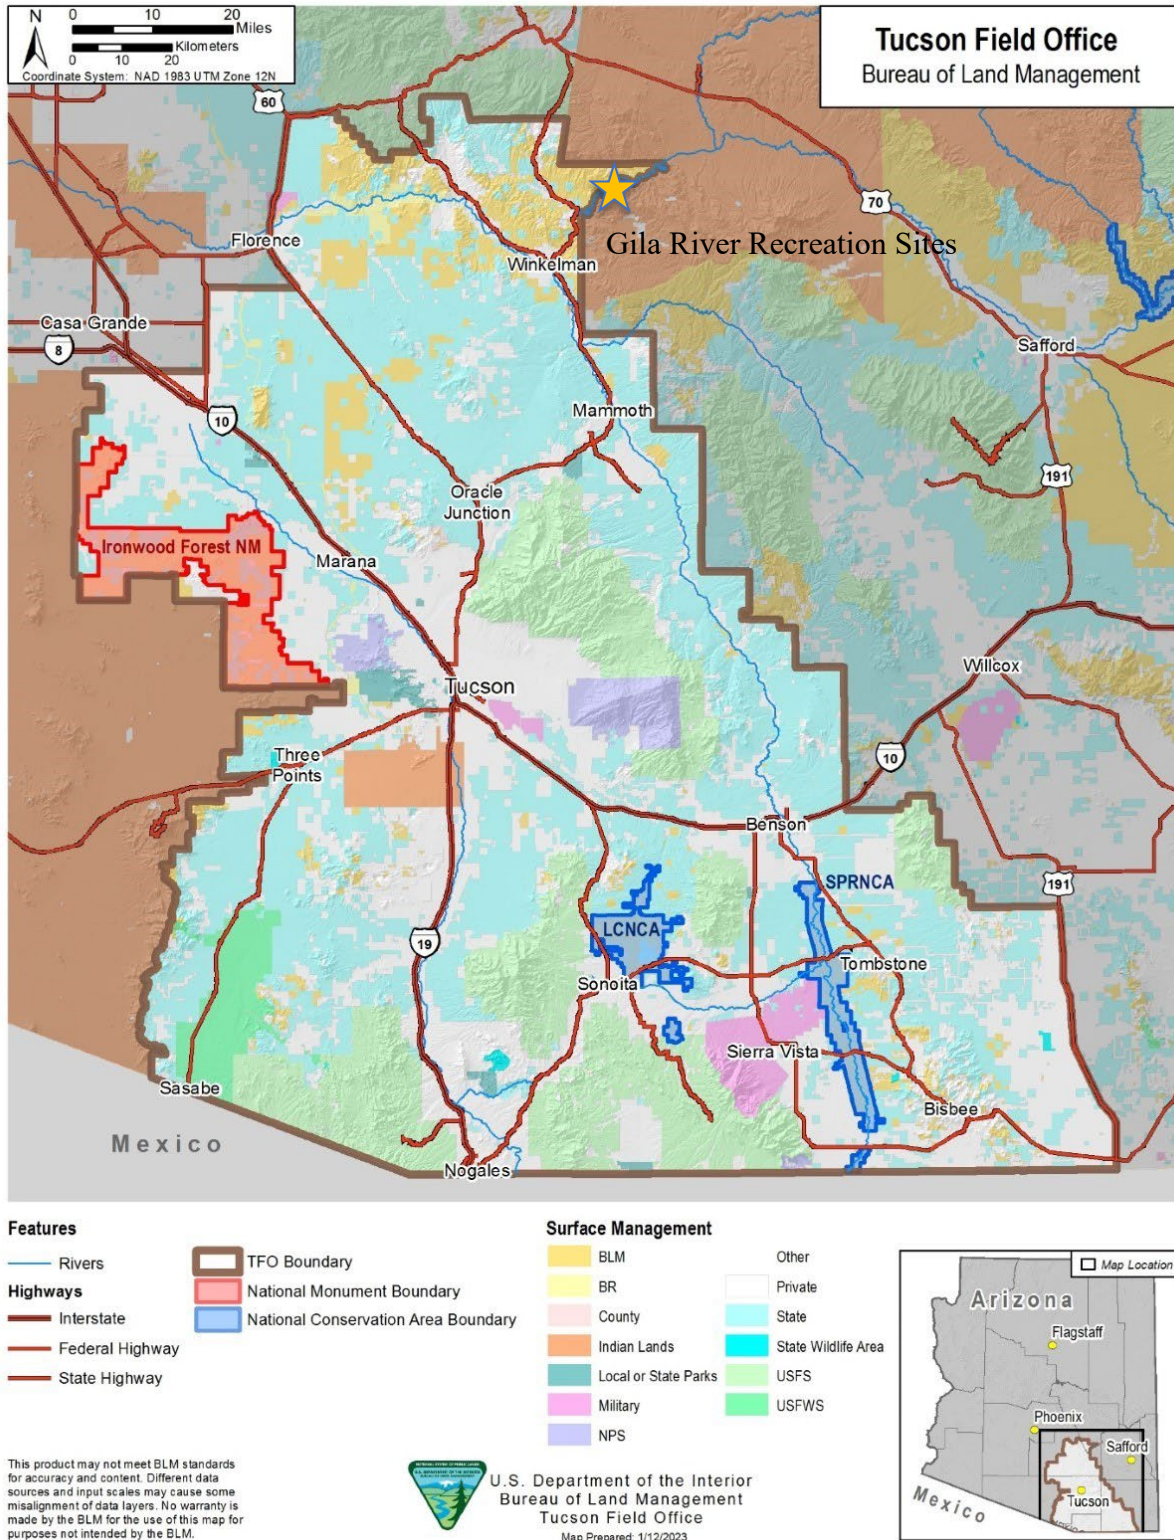 N
0 10 20
Miles
Kilometers
0 10 20
Coordinate System: NAD 1983 UTM Zone 12N
Tucson Field Office
Bureau of Land Management
60
70
Gila River Recreation Sites
Florence
Winkelman
Casa Grande
8
Safford
10
Mammoth
191
Oracle
Junction
Ironwood Forest NM
Marana
Willcox
Tucson
Three
Points
10
Benson
SPRNCA
191
LCNCA
19
Tombstone
Sonoita
Sierra Vista
Sasabe
Bisbee
Mexico
Nogales
Features
Rivers
Highways
Interstate
Federal Highway
State Highway
TFO Boundary
National Monument Boundary
National Conservation Area Boundary
Surface Management
BLM
BR
County
Indian Lands
Local or State Parks
Military
NPS
Other
Private
State
State Wildlife Area
USFS
USFWS
Map Location
Arizona
Flagstaff
Phoenix
Safford
Tucson
Mexico
This product may not meet BLM standards
for accuracy and content. Different data
sources and input scales may cause some
misalignment of data layers. No warranty is
made by the BLM for the use of this map for
purposes not intended by the BLM.
U.S. Department of the Interior
Bureau of Land Management
Tucson Field Office
Map Prepared: 1/12/2023